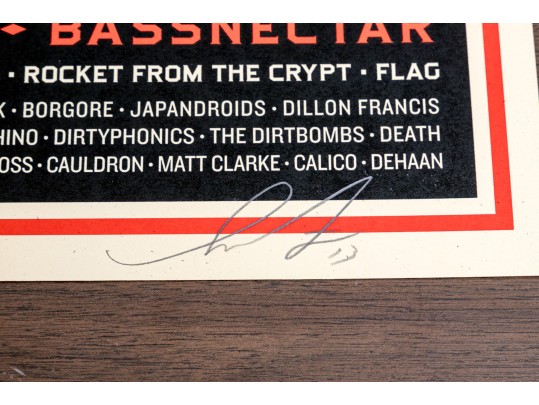 BASSNECTAR
· ROCKET FROM THE CRYPT · FLAG
· BORGORE · JAPANDROIDS · DILLON FRANCIS
· DIRTYPHONICS · THE DIRTBOMBS · DEATH
· CAULDRON · MATT CLARKE · CALICO · DEHAAN
13